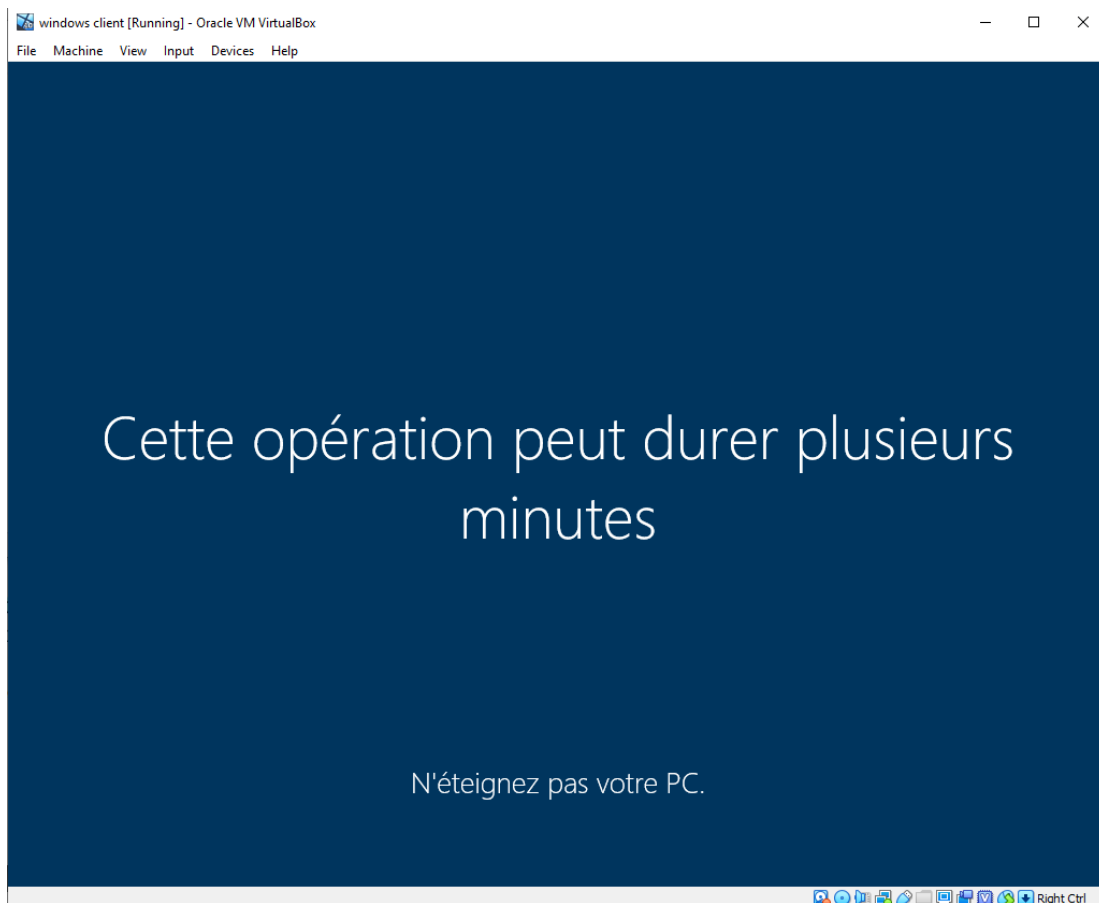 windows client [Running] - Oracle VM VirtualBox
File Machine View Input Devices Help
Cette opération peut durer plusieurs
minutes
N'éteignez pas votre PC.
Right Ctrl